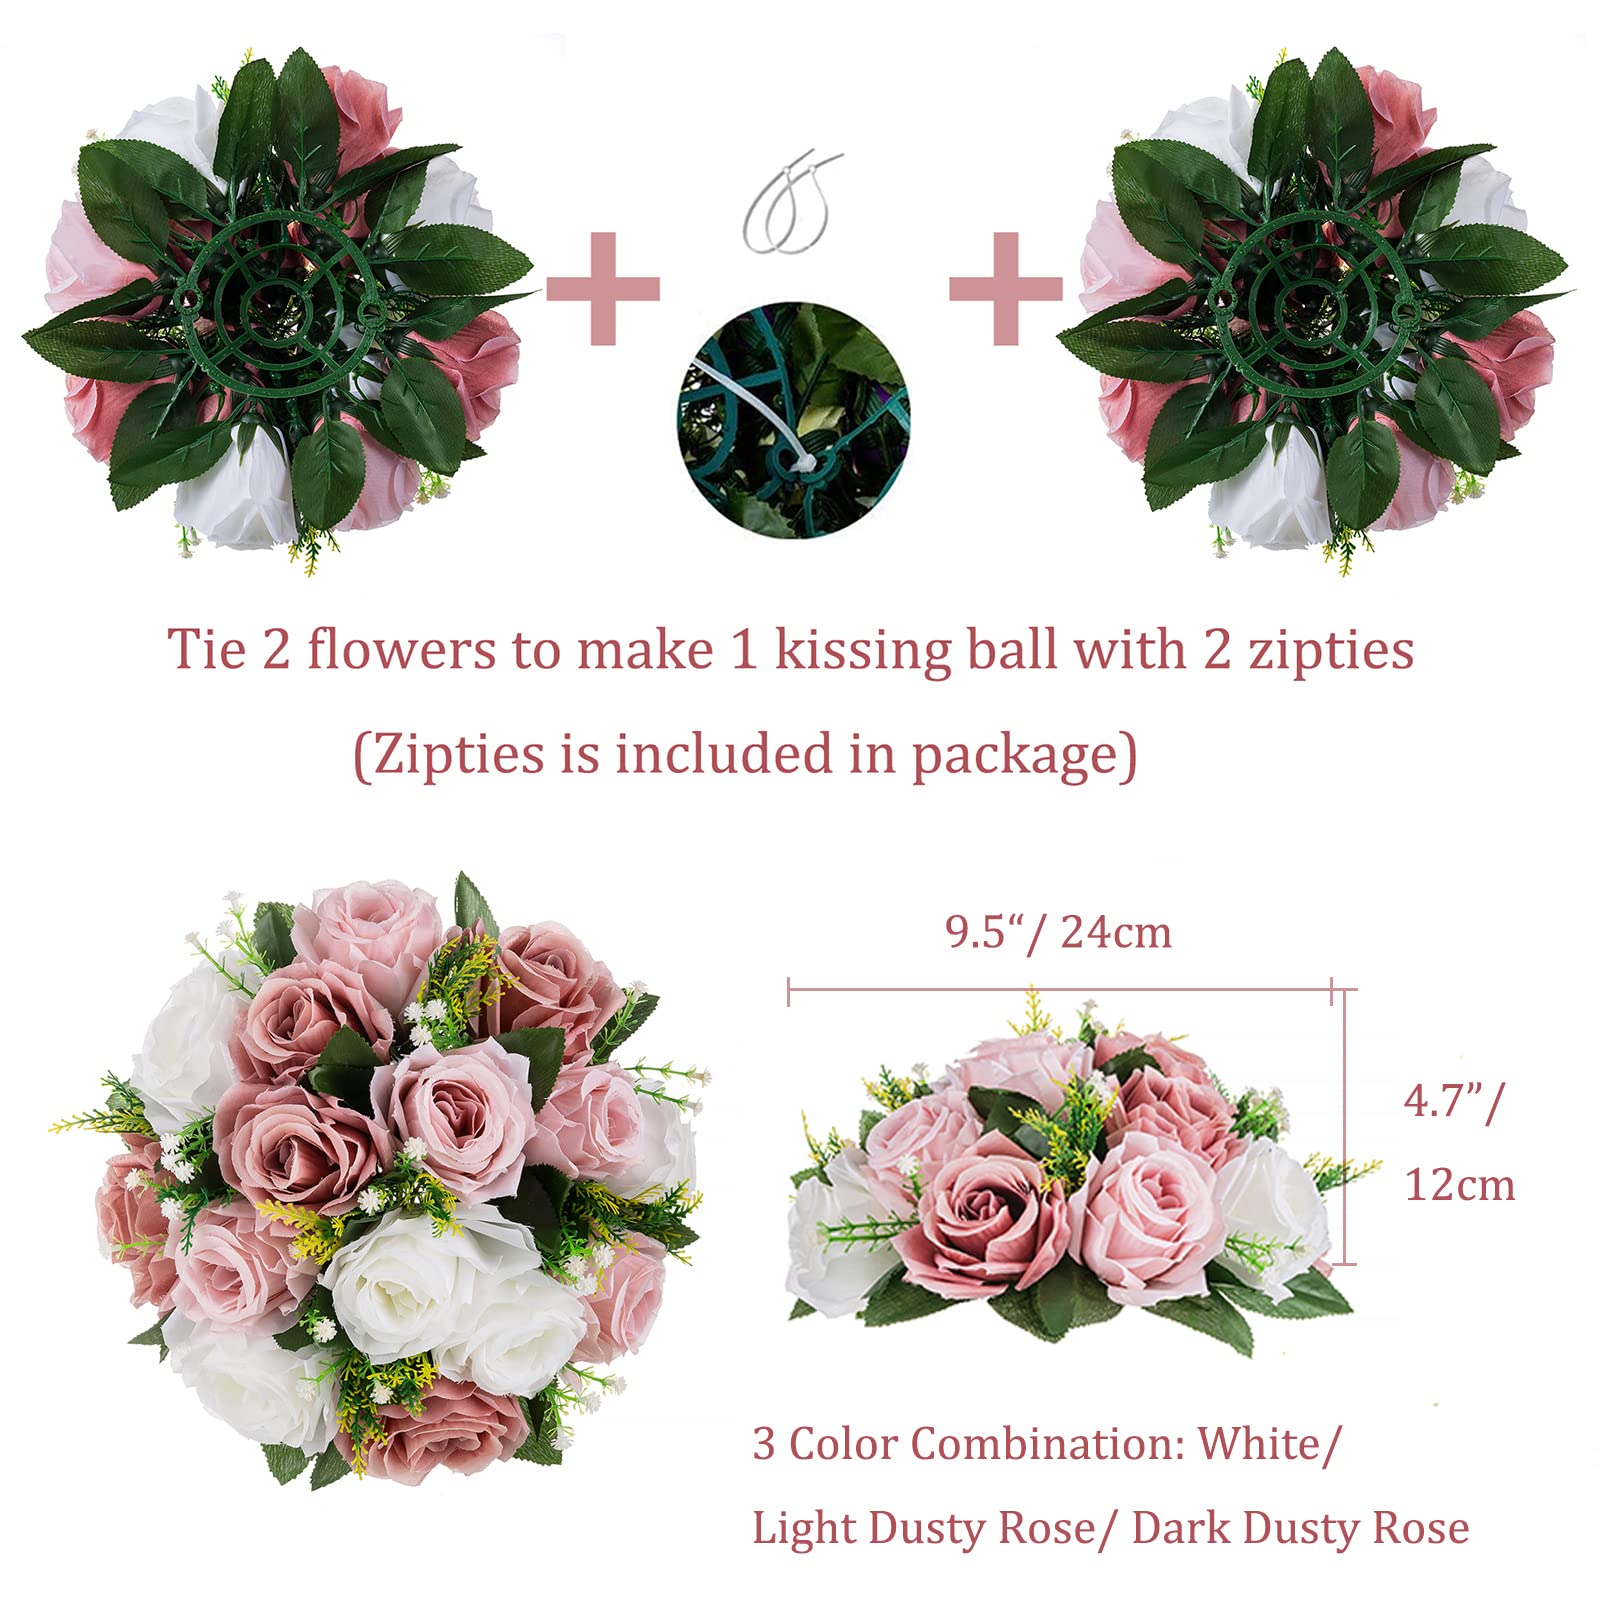 Tie 2 flowers to make 1 kissing ball with 2 zipties
(Zipties is included in package)
9.5“/ 24cm
4.7”/
12cm
3 Color Combination: White/
Light Dusty Rose/ Dark Dusty Rose